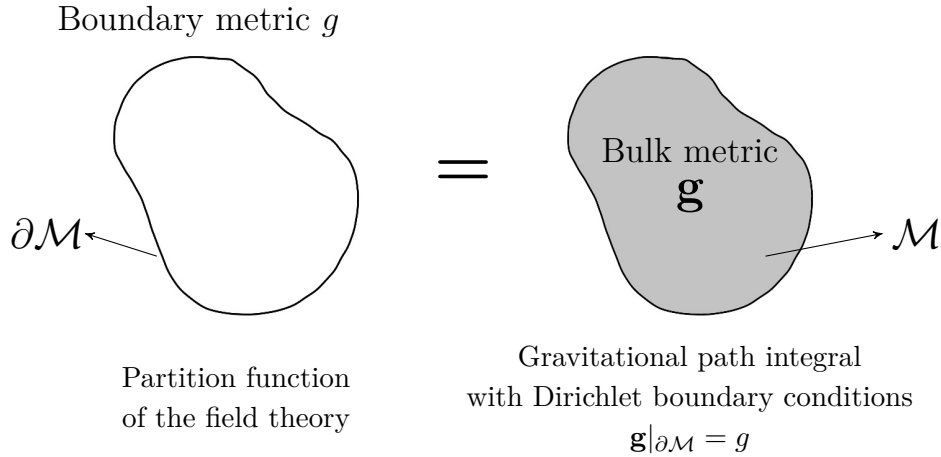 Boundary metric g
∂ℳ
Partition function
of the field theory
=
Bulk metric
𝐠
ℳ
Gravitational path integral
with Dirichlet boundary conditions
𝐠|∂ℳ = g